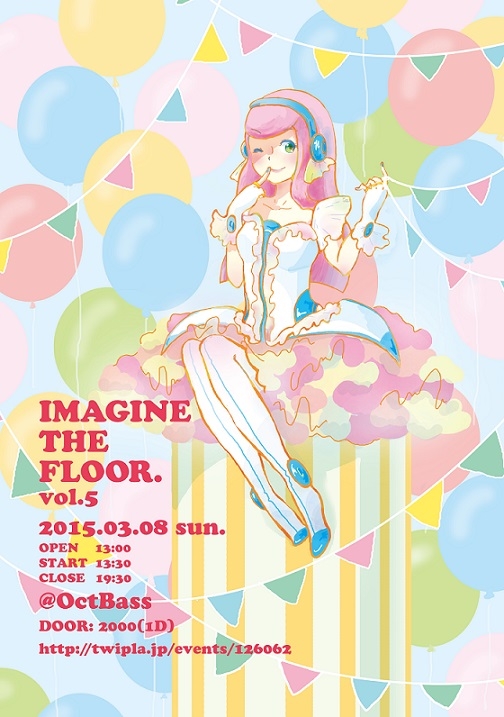 IMAGINE
THE
FLOOR.
vol.5
2015.03.08 sun.
OPEN 13:00
START 13:30
CLOSE 19:30
@OctBass
DOOR: 2000(1D)
http://twipla.jp/events/126062